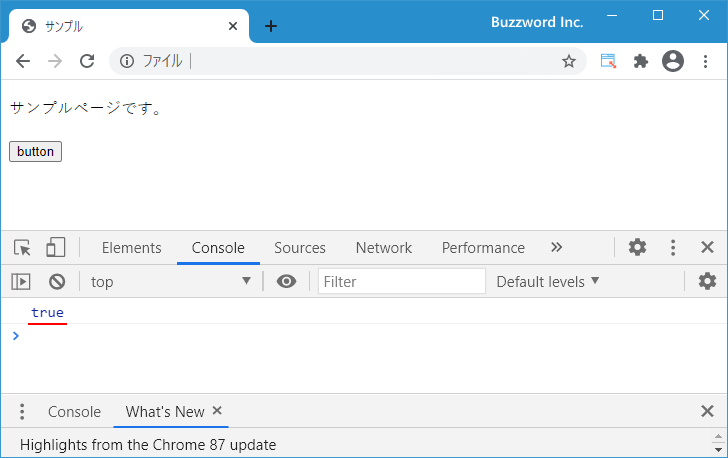 サンプル
Buzzword Inc.
ファイル
サンプルページです。
button
Elements Console Sources Network Performance
top Filter Default levels
true
Console What's New
Highlights from the Chrome 87 update